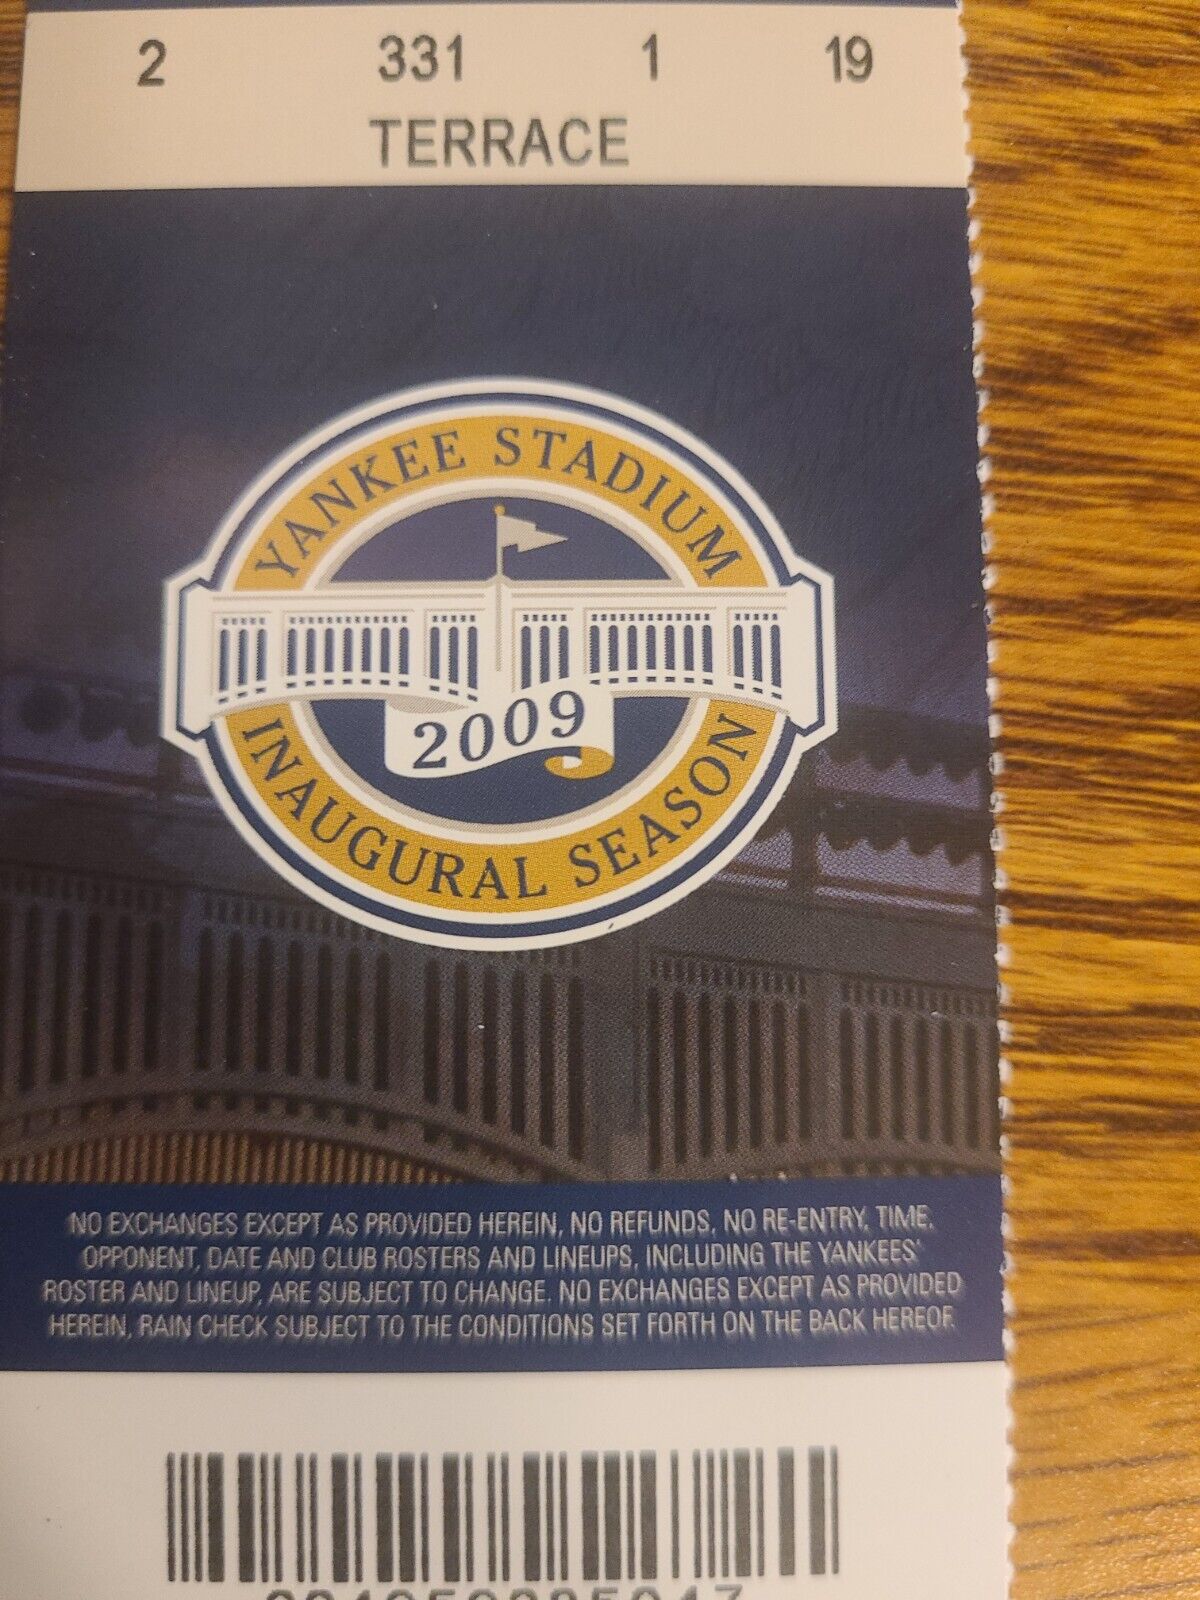 2 331 1 19
TERRACE
YANKEE STADIUM
2009
INAUGURAL SEASON
NO EXCHANGES EXCEPT AS PROVIDED HEREIN, NO REFUNDS, NO RE-ENTRY, TIME,
OPPONENT, DATE AND CLUB ROSTERS AND LINEUPS, INCLUDING THE YANKEES'
ROSTER AND LINEUP, ARE SUBJECT TO CHANGE. NO EXCHANGES EXCEPT AS PROVIDED
HEREIN, RAIN CHECK SUBJECT TO THE CONDITIONS SET FORTH ON THE BACK HEREOF.